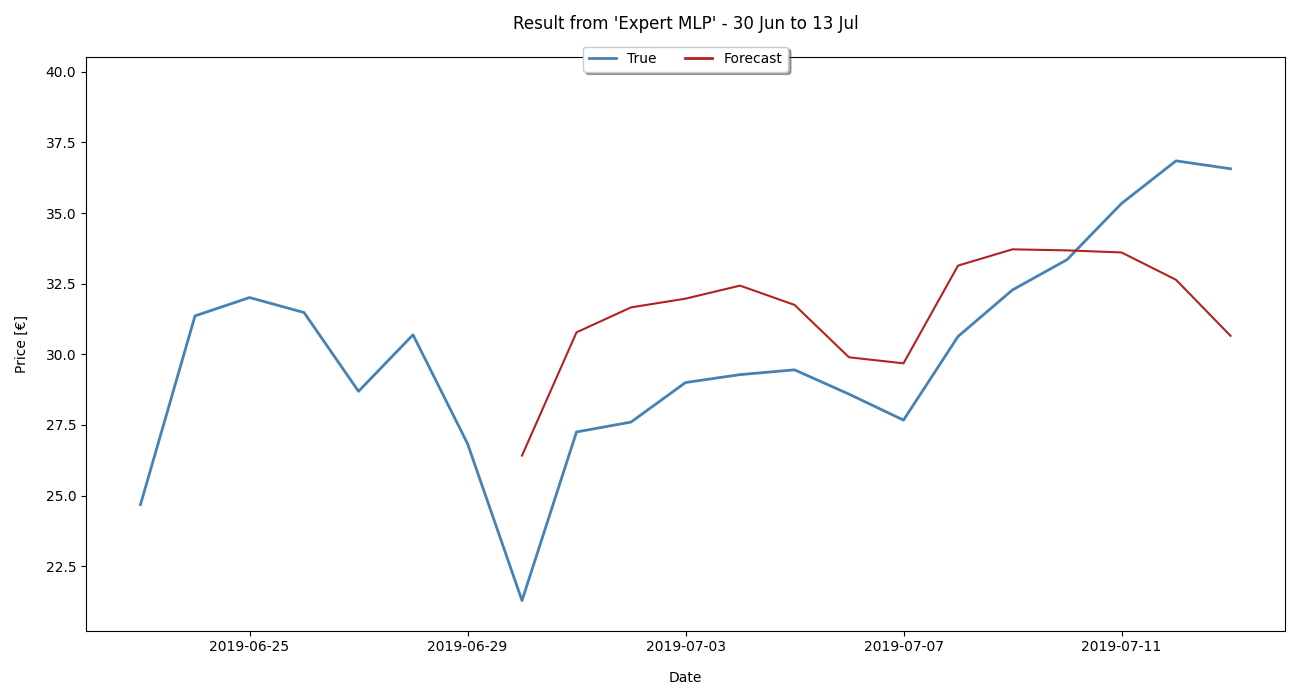 Result from 'Expert MLP' - 30 Jun to 13 Jul
True
Forecast
40.0
37.5
35.0
32.5
30.0
27.5
25.0
22.5
Price [€]
2019-06-25
2019-06-29
2019-07-03
2019-07-07
2019-07-11
Date